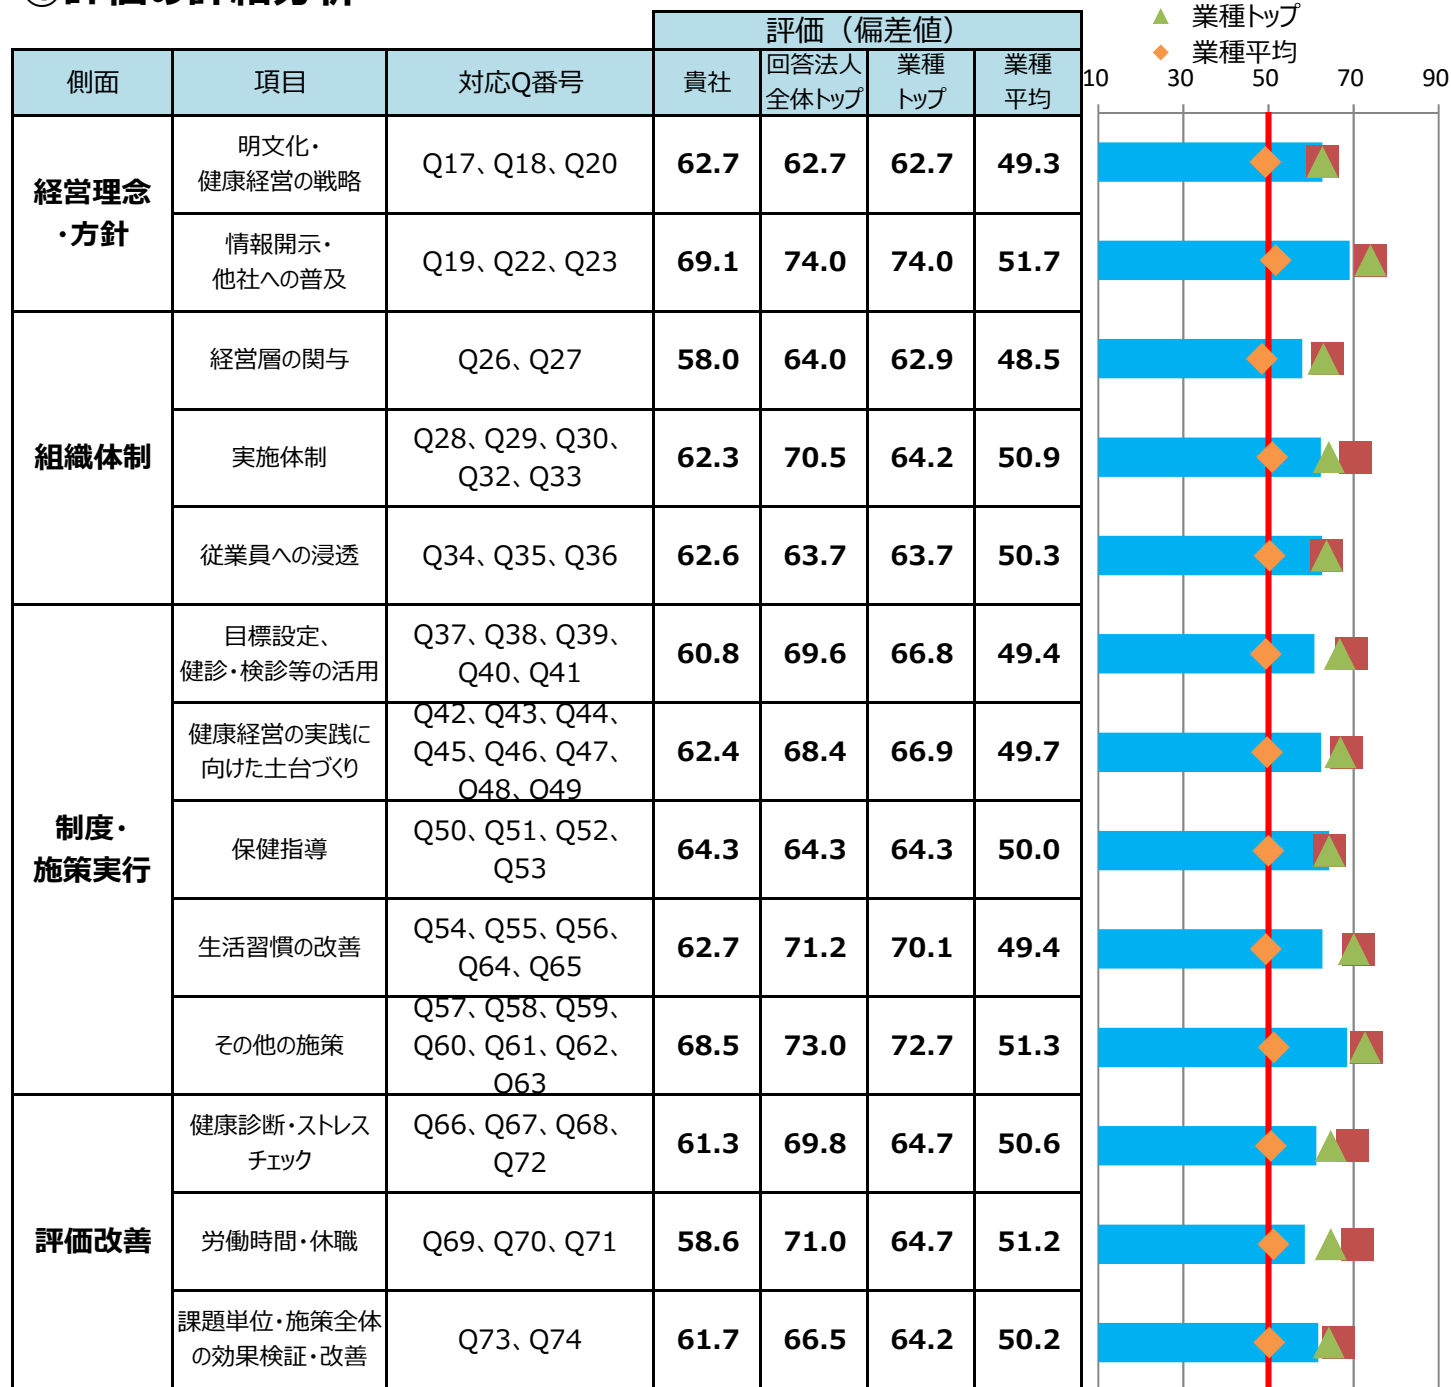 ①評価の詳細分析
▲ 業種トップ
◆ 業種平均
評価（偏差値）
側面 項目 対応Q番号 貴社 回答法人 業種 業種
全体トップ トップ 平均
10 30 50 70 90
経営理念
・方針
明文化・
健康経営の戦略
Q17、Q18、Q20
62.7 62.7 62.7 49.3
情報開示・
他社への普及
Q19、Q22、Q23
69.1 74.0 74.0 51.7
組織体制
経営層の関与
Q26、Q27
58.0 64.0 62.9 48.5
実施体制
Q28、Q29、Q30、
Q32、Q33
62.3 70.5 64.2 50.9
従業員への浸透
Q34、Q35、Q36
62.6 63.7 63.7 50.3
制度・
施策実行
目標設定、
健診・検診等の活用
Q37、Q38、Q39、
Q40、Q41
60.8 69.6 66.8 49.4
健康経営の実践に
向けた土台づくり
Q42、Q43、Q44、
Q45、Q46、Q47、
Q48、Q49
62.4 68.4 66.9 49.7
保健指導
Q50、Q51、Q52、
Q53
64.3 64.3 64.3 50.0
生活習慣の改善
Q54、Q55、Q56、
Q64、Q65
62.7 71.2 70.1 49.4
その他の施策
Q57、Q58、Q59、
Q60、Q61、Q62、
Q63
68.5 73.0 72.7 51.3
評価改善
健康診断・ストレス
チェック
Q66、Q67、Q68、
Q72
61.3 69.8 64.7 50.6
労働時間・休職
Q69、Q70、Q71
58.6 71.0 64.7 51.2
課題単位・施策全体
の効果検証・改善
Q73、Q74
61.7 66.5 64.2 50.2